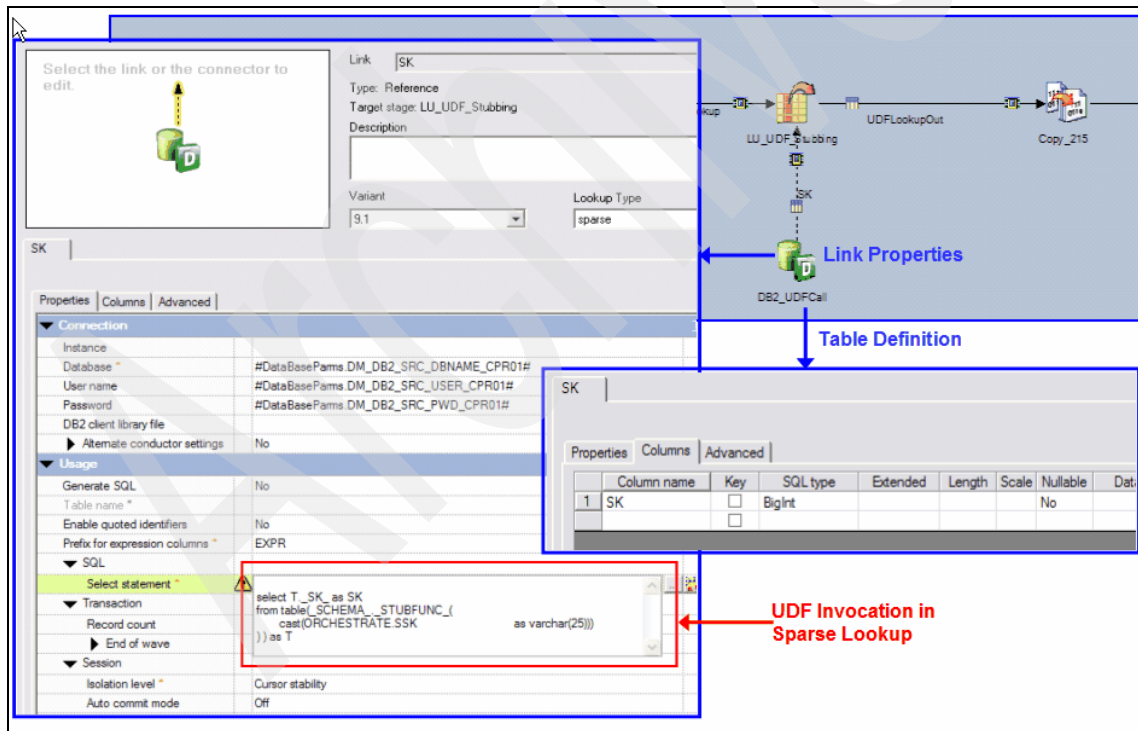 Select the link or the connector to
edit.
Link SK
Type: Reference
Target stage: LU_UDF_Stubbing
Description
Variant
Lookup Type
9.1
sparse
SK
Properties Columns Advanced
Connection
Instance
Database * #DataBaseParms.DM_DB2_SRC_DBNAME_CPR01#
User name #DataBaseParms.DM_DB2_SRC_USER_CPR01#
Password #DataBaseParms.DM_DB2_SRC_PWD_CPR01#
DB2 client library file
Alternate conductor settings No
Usage
Generate SQL No
Table name *
Enable quoted identifiers No
Prefix for expression columns * EXPR
SQL
Select statement *
select T._SK_ as SK
from table(_SCHEMA_._STUBFUNC_(
cast(ORCHESTRATE.SSK as varchar(25)))
) ) as T
Transaction
Record count
End of wave
Session
Isolation level * Cursor stability
Auto commit mode Off
LU_UDF_Stubbing
UDFLookupOut
Copy_215
SK
DB2_UDFCall
Link Properties
Table Definition
SK
Properties Columns Advanced
Column name Key SQL type Extended Length Scale Nullable
1 SK BigInt No
UDF Invocation in
Sparse Lookup